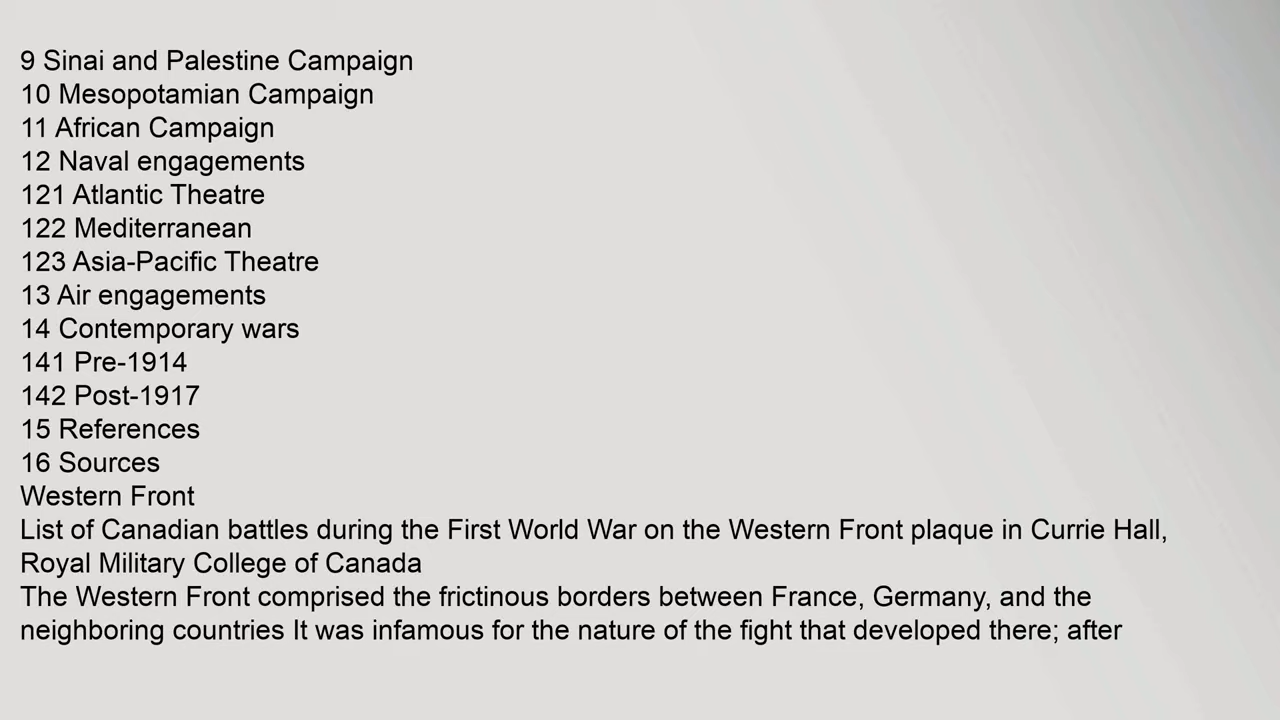 9 Sinai and Palestine Campaign
10 Mesopotamian Campaign
11 African Campaign
12 Naval engagements
121 Atlantic Theatre
122 Mediterranean
123 Asia-Pacific Theatre
13 Air engagements
14 Contemporary wars
141 Pre-1914
142 Post-1917
15 References
16 Sources
Western Front
List of Canadian battles during the First World War on the Western Front plaque in Currie Hall,
Royal Military College of Canada
The Western Front comprised the frictinous borders between France, Germany, and the
neighboring countries It was infamous for the nature of the fight that developed there; after